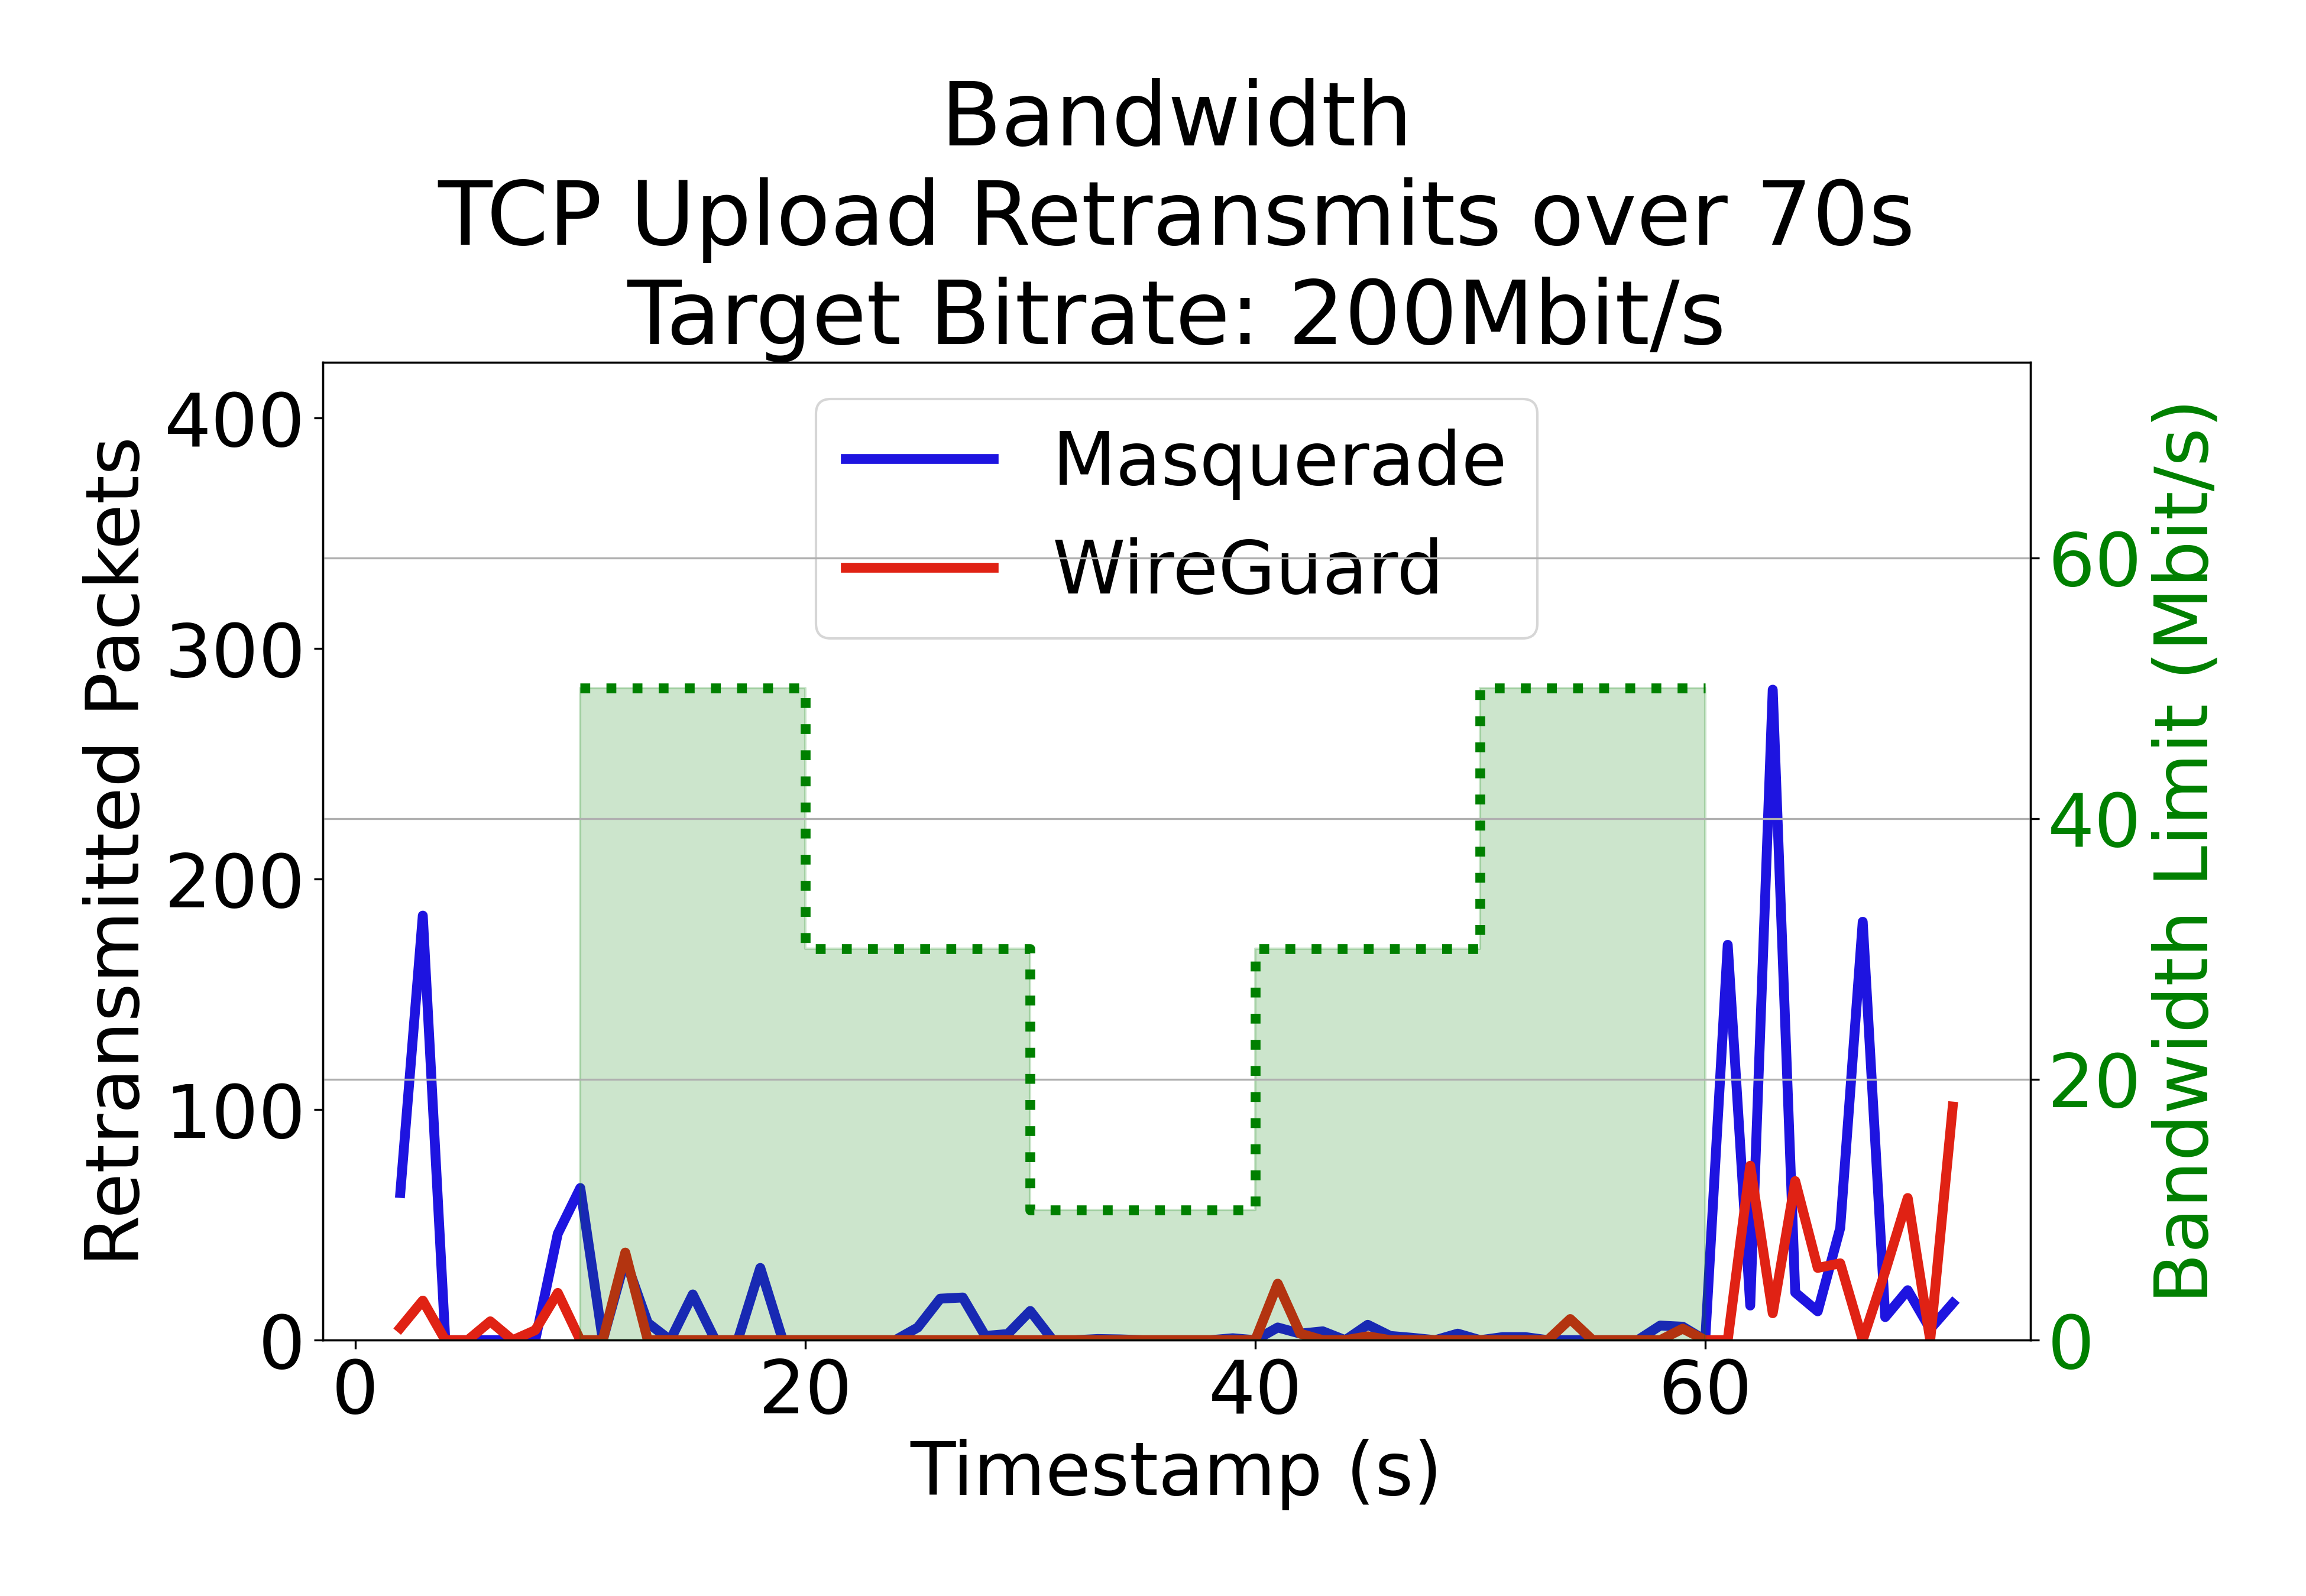 Bandwidth
TCP Upload Retransmits over 70s
Target Bitrate: 200Mbit/s
Retransmitted Packets
400
300
200
100
0
Masquerade
WireGuard
60
40
20
0
Bandwidth Limit (Mbit/s)
0 20 40 60
Timestamp (s)